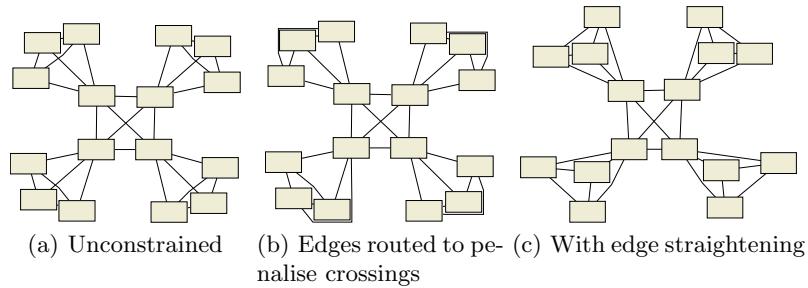 (a) Unconstrained
(b) Edges routed to pe-
nalise crossings
(c) With edge straightening